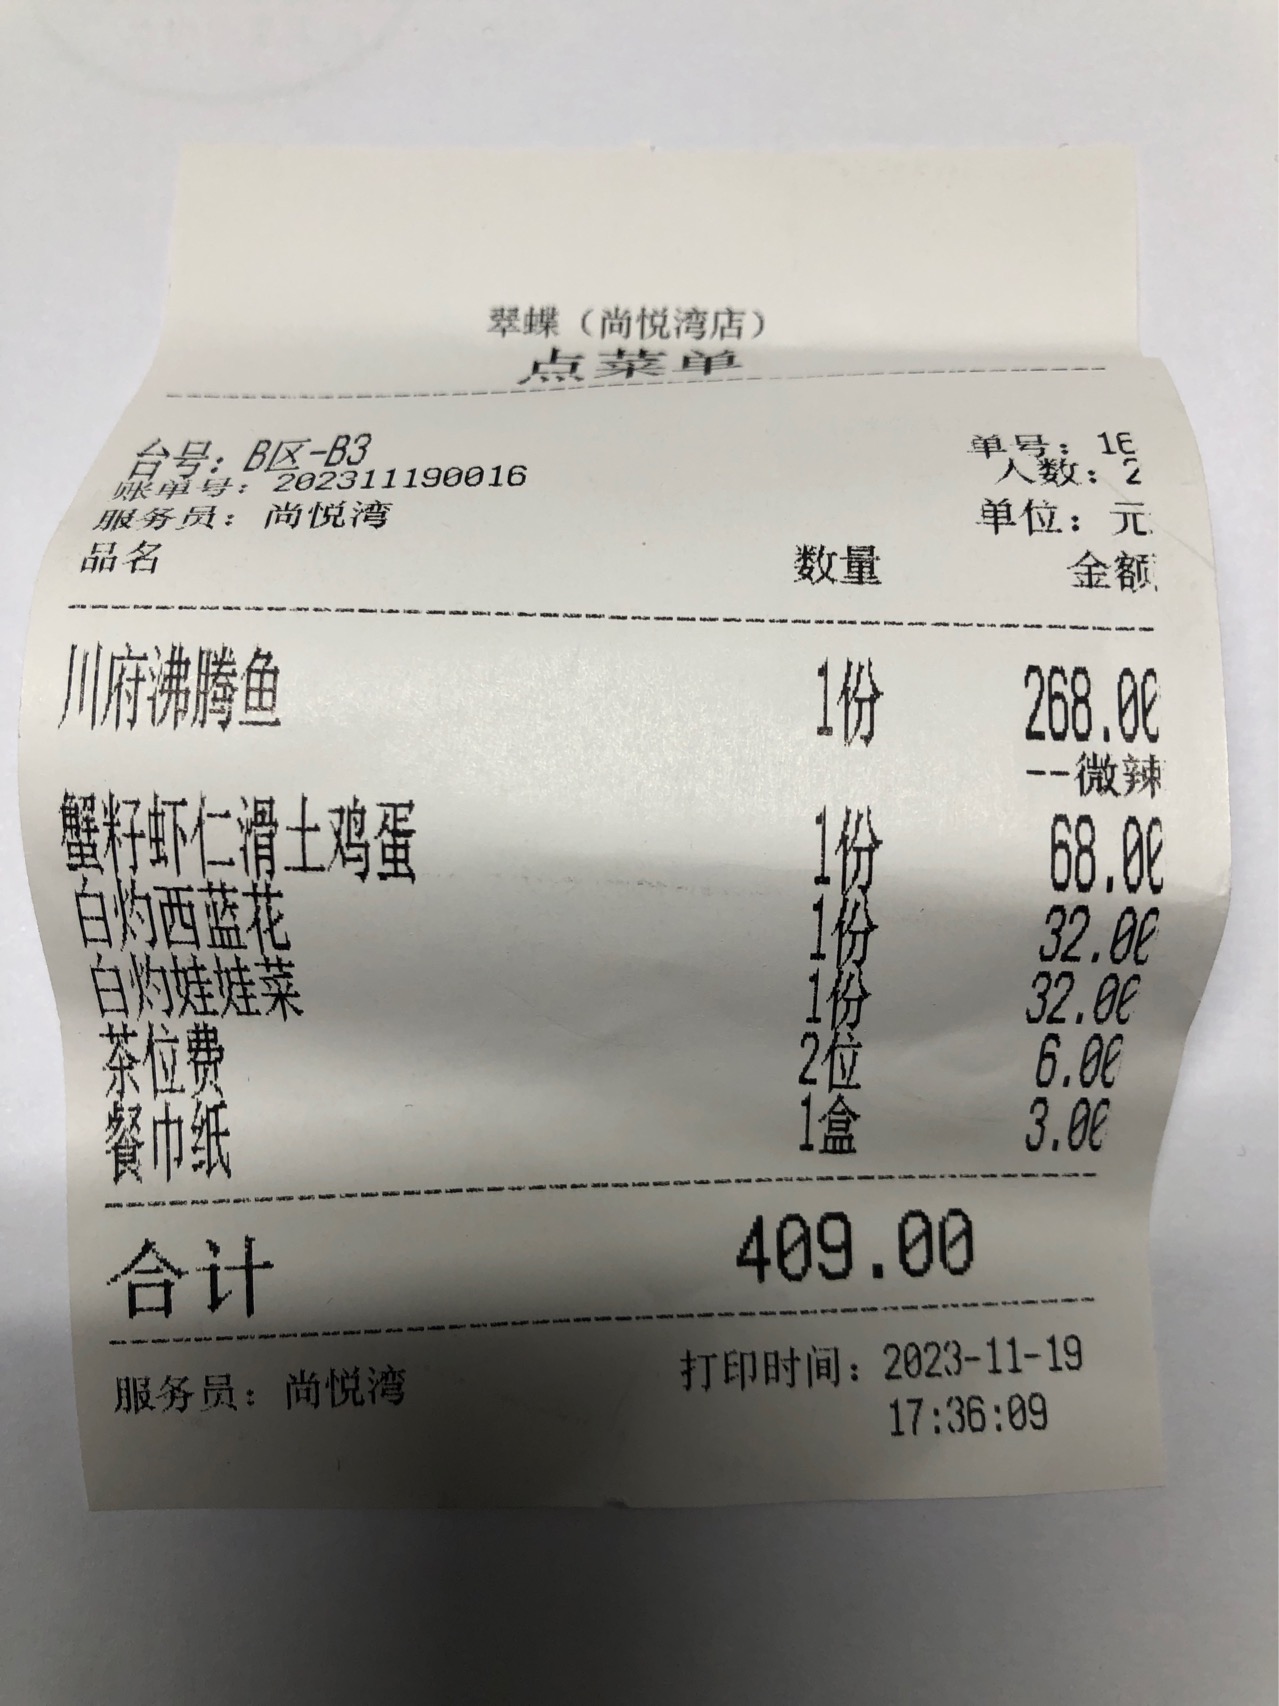 翠蝶（尚悦湾店）
点菜单
台号：B区-B3 单号：16
账单号：202311190016 人数：2
服务员：尚悦湾 单位：元
品名 数量 金额
川府沸腾鱼 1份 268.00
--微辣
蟹籽虾仁滑土鸡蛋 1份 68.00
白灼西蓝花 1份 32.00
白灼娃娃菜 1份 32.00
茶位费 2位 6.00
餐巾纸 1盒 3.00
合计 409.00
服务员：尚悦湾 打印时间：2023-11-19
17:36:09